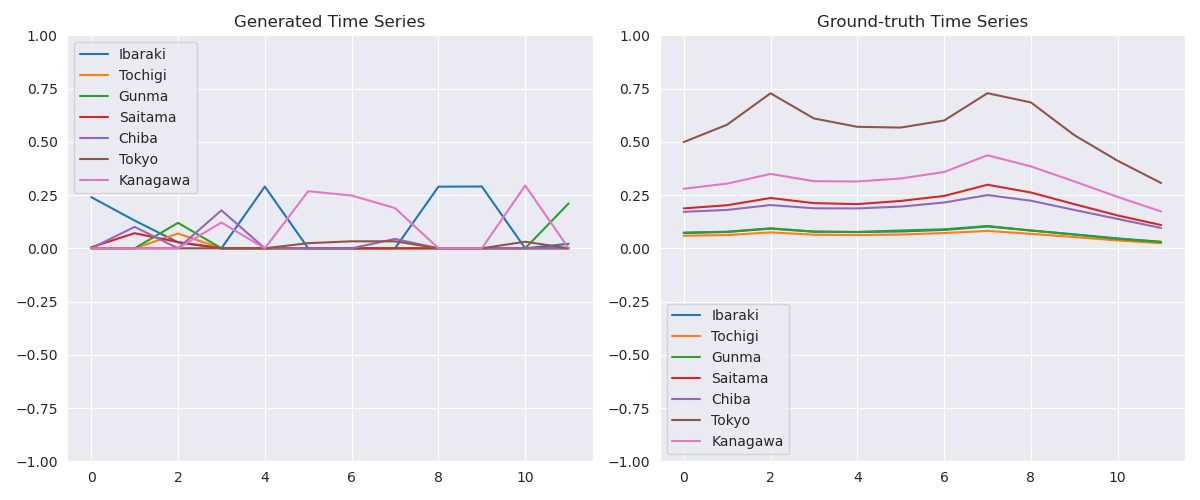 Generated Time Series
1.00
0.75
0.50
0.25
0.00
−0.25
−0.50
−0.75
−1.00
0 2 4 6 8 10
Ibaraki
Tochigi
Gunma
Saitama
Chiba
Tokyo
Kanagawa
Ground-truth Time Series
1.00
0.75
0.50
0.25
0.00
−0.25
−0.50
−0.75
−1.00
0 2 4 6 8 10
Ibaraki
Tochigi
Gunma
Saitama
Chiba
Tokyo
Kanagawa